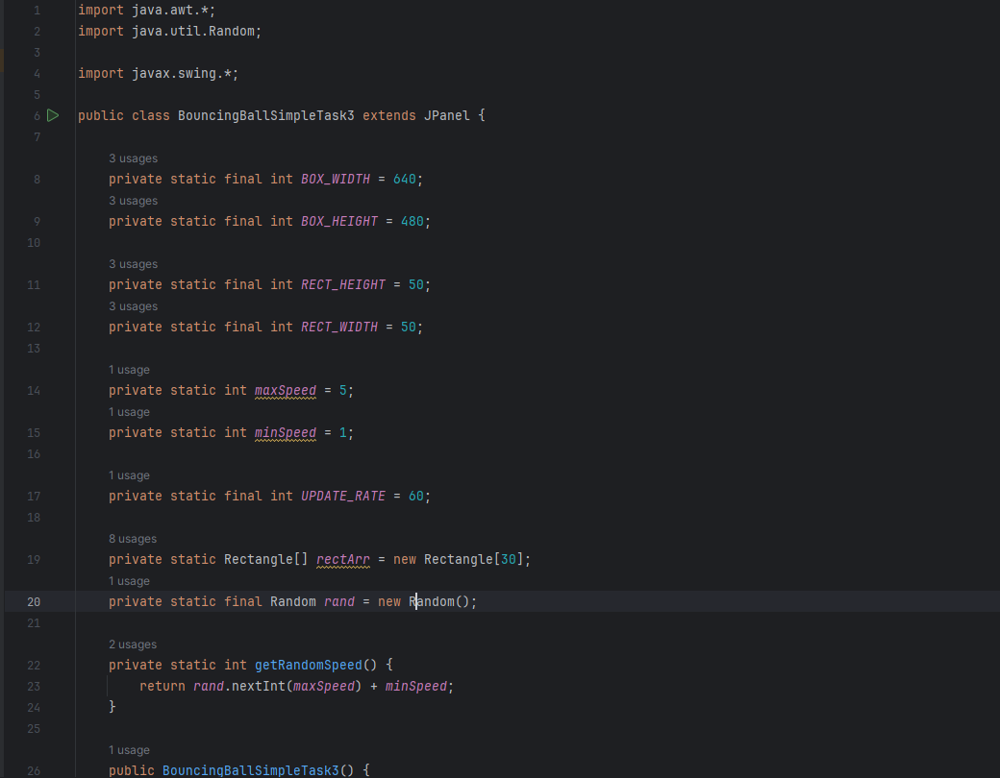 1 import java.awt.*;
2 import java.util.Random;
3
4 import javax.swing.*;
5
6 public class BouncingBallSimpleTask3 extends JPanel {
7
3 usages
8 private static final int BOX_WIDTH = 640;
3 usages
9 private static final int BOX_HEIGHT = 480;
10
3 usages
11 private static final int RECT_HEIGHT = 50;
3 usages
12 private static final int RECT_WIDTH = 50;
13
1 usage
14 private static int maxSpeed = 5;
1 usage
15 private static int minSpeed = 1;
16
1 usage
17 private static final int UPDATE_RATE = 60;
18
8 usages
19 private static Rectangle[] rectArr = new Rectangle[30];
1 usage
20 private static final Random rand = new Random();
21
2 usages
22 private static int getRandomSpeed() {
23 return rand.nextInt(maxSpeed) + minSpeed;
24 }
25
1 usage
26 public BouncingBallSimpleTask3() {